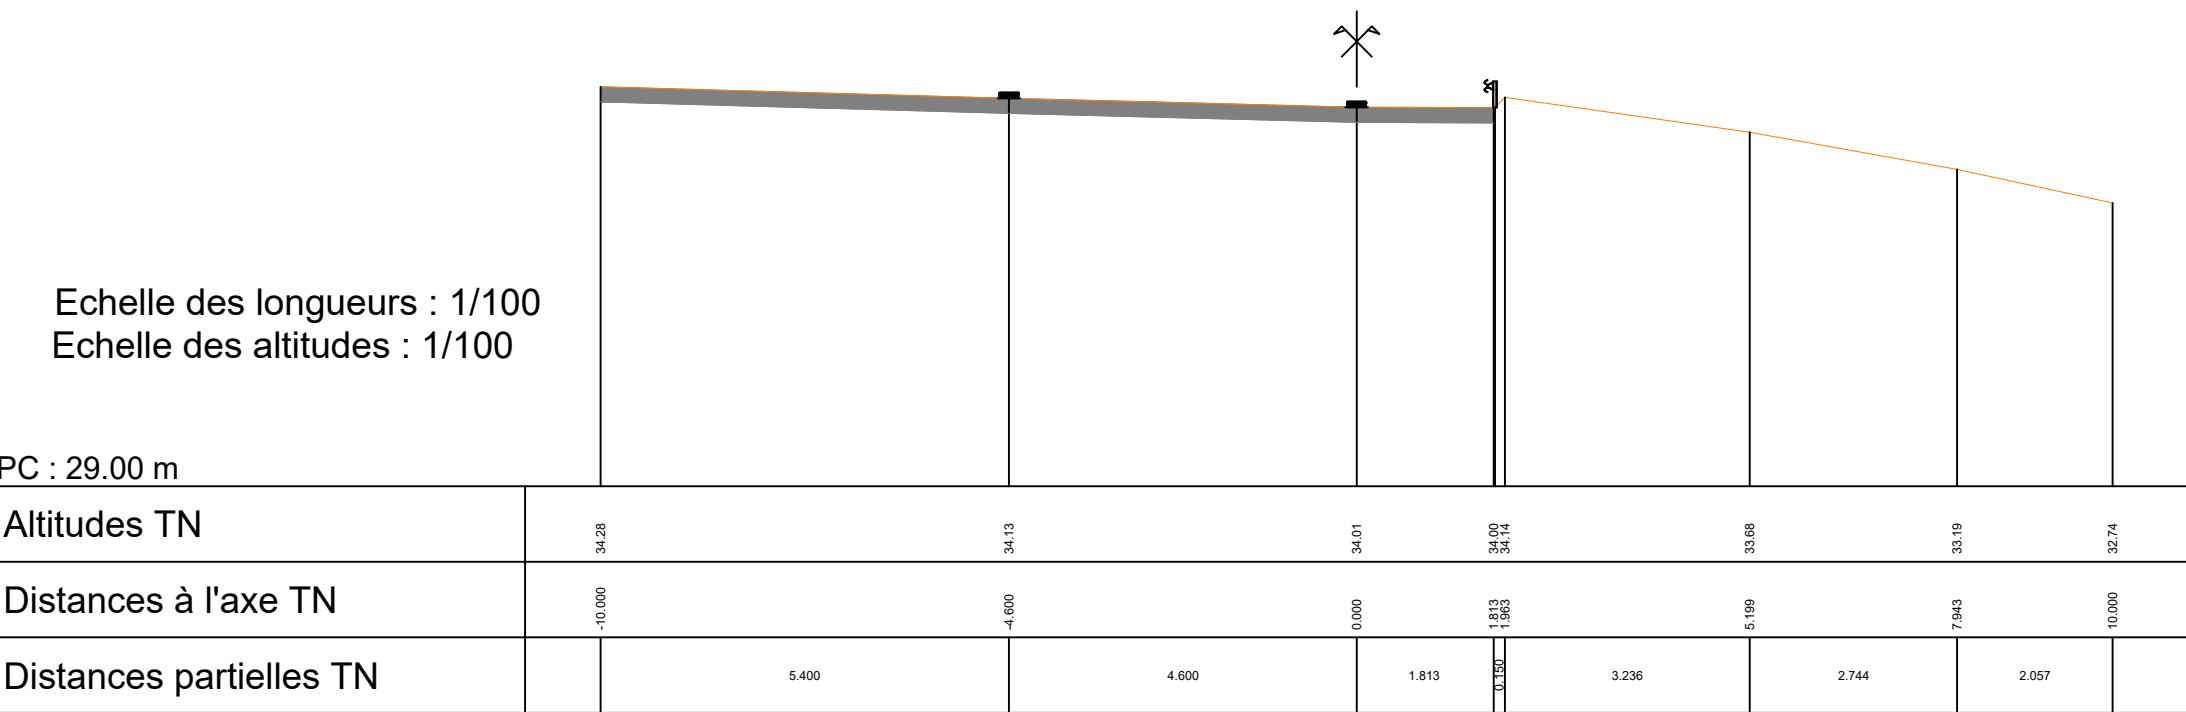 Echelle des longueurs : 1/100
Echelle des altitudes : 1/100
PC : 29.00 m
Altitudes TN 34.28 34.13 34.01 34.00 34.14 33.68 33.19 32.74
Distances à l'axe TN -10.000 -4.600 0.000 1.813 1.963 5.199 7.943 10.000
Distances partielles TN 5.400 4.600 1.813 0.150 3.236 2.744 2.057